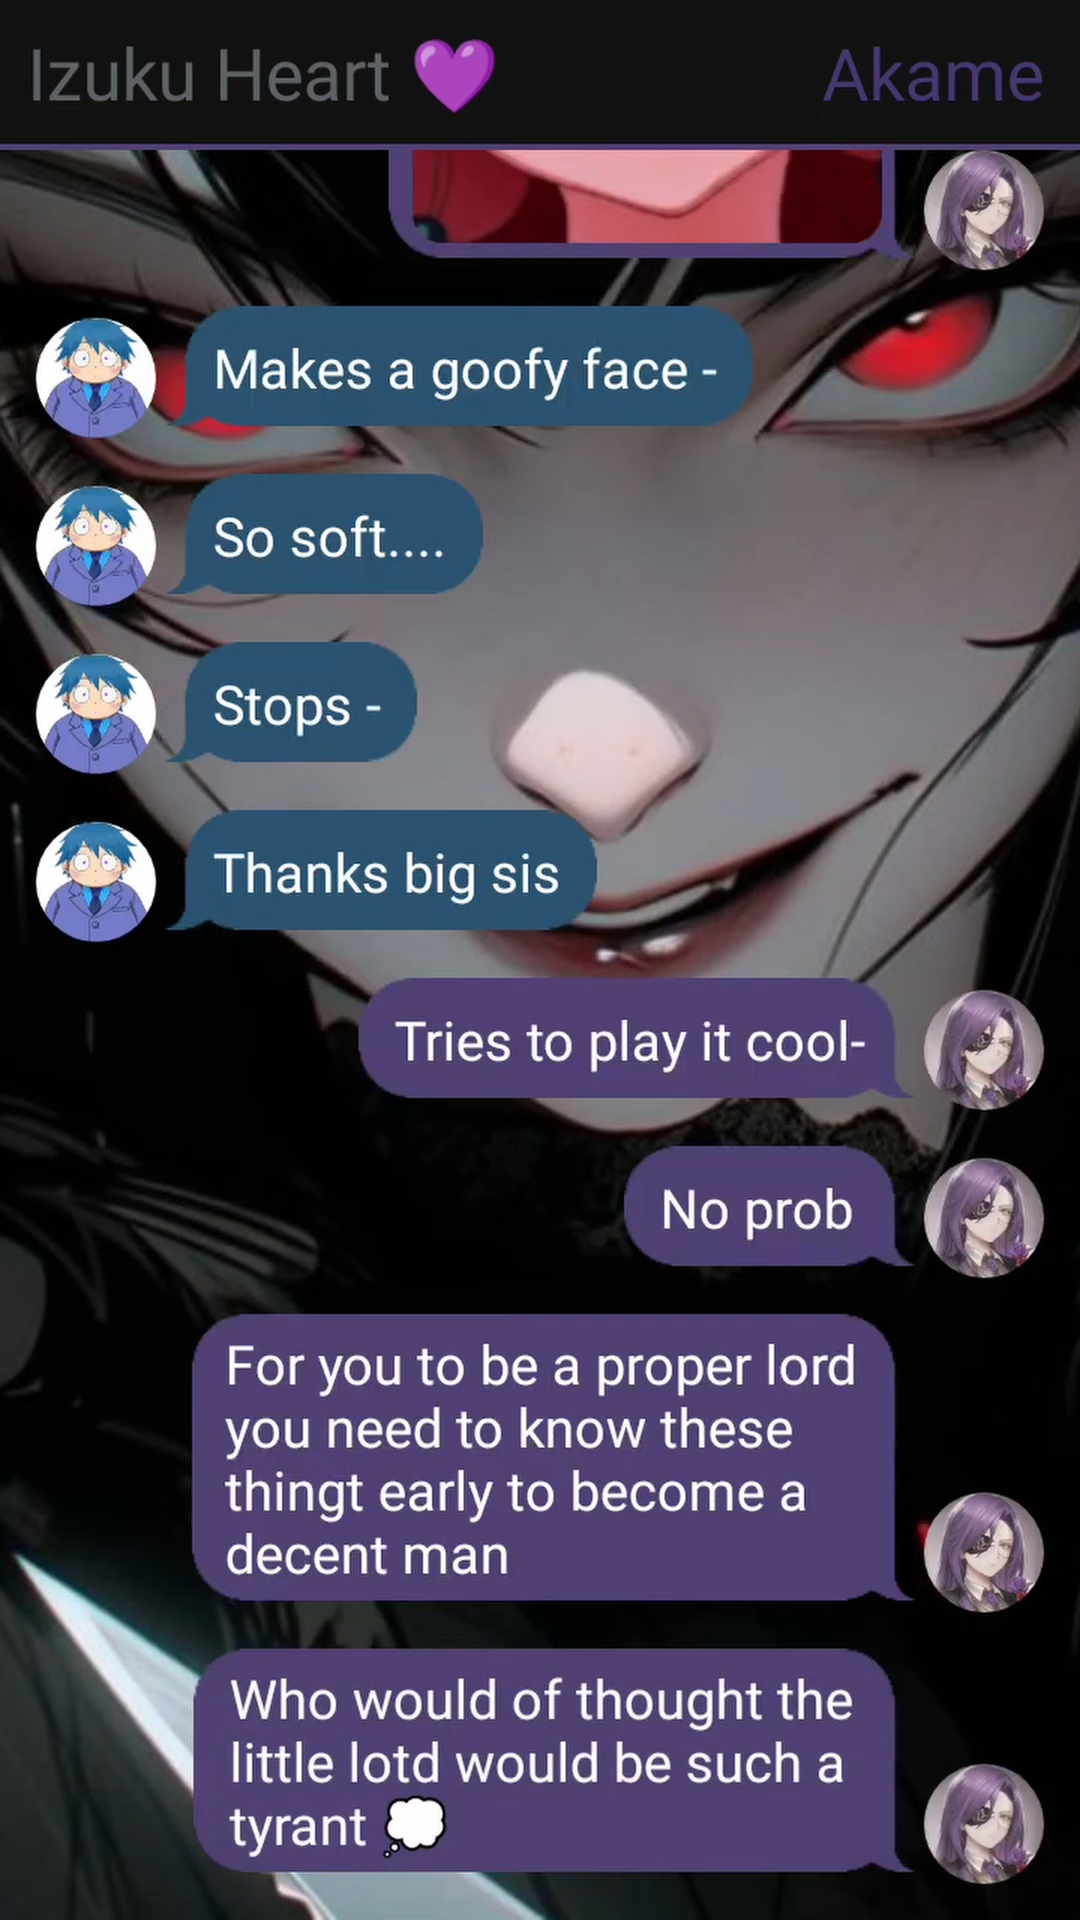 Izuku Heart 💜 Akame
Makes a goofy face -
So soft....
Stops -
Thanks big sis
Tries to play it cool-
No prob
For you to be a proper lord
you need to know these
thingt early to become a
decent man
Who would of thought the
little lotd would be such a
tyrant 💭